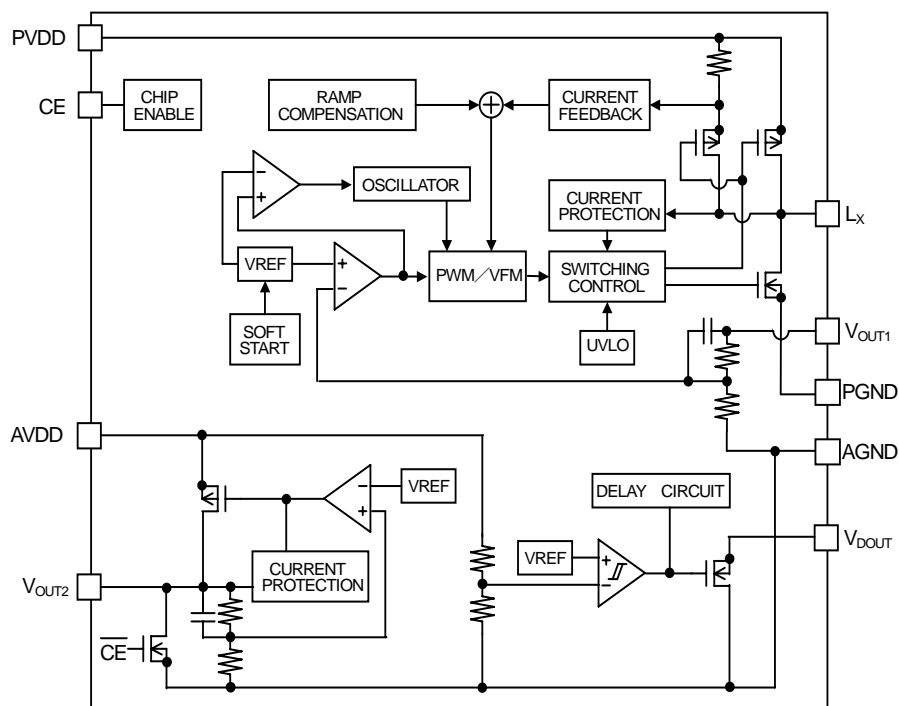 PVDD
CE
CHIP
ENABLE
RAMP
COMPENSATION
+
CURRENT
FEEDBACK
−
+
OSCILLATOR
CURRENT
PROTECTION
LX
VREF
+
−
PWM／VFM
SWITCHING
CONTROL
SOFT
START
UVLO
VOUT1
PGND
AVDD
AGND
−
+
VREF
DELAY CIRCUIT
VREF
+
−
VDOUT
VOUT2
CURRENT
PROTECTION
C̅E̅